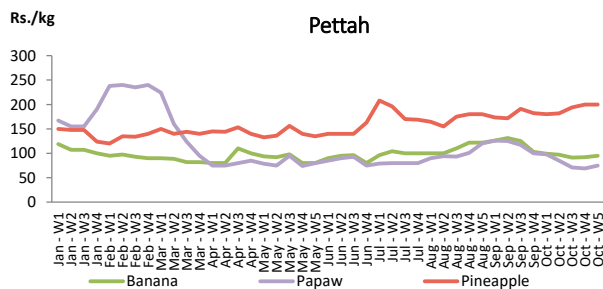 Rs./kg
Pettah
300
250
200
150
100
50
0
Jan - W1
Jan - W2
Jan - W3
Jan - W4
Feb - W1
Feb - W2
Feb - W3
Feb - W4
Mar - W1
Mar - W2
Mar - W3
Mar - W4
Apr - W1
Apr - W2
Apr - W3
Apr - W4
May - W1
May - W2
May - W3
May - W4
May - W5
Jun - W1
Jun - W2
Jun - W3
Jun - W4
Jul - W1
Jul - W2
Jul - W3
Jul - W4
Aug - W1
Aug - W2
Aug - W3
Aug - W4
Aug - W5
Sep - W1
Sep - W2
Sep - W3
Sep - W4
Oct - W1
Oct - W2
Oct - W3
Oct - W4
Oct - W5
Banana
Papaw
Pineapple